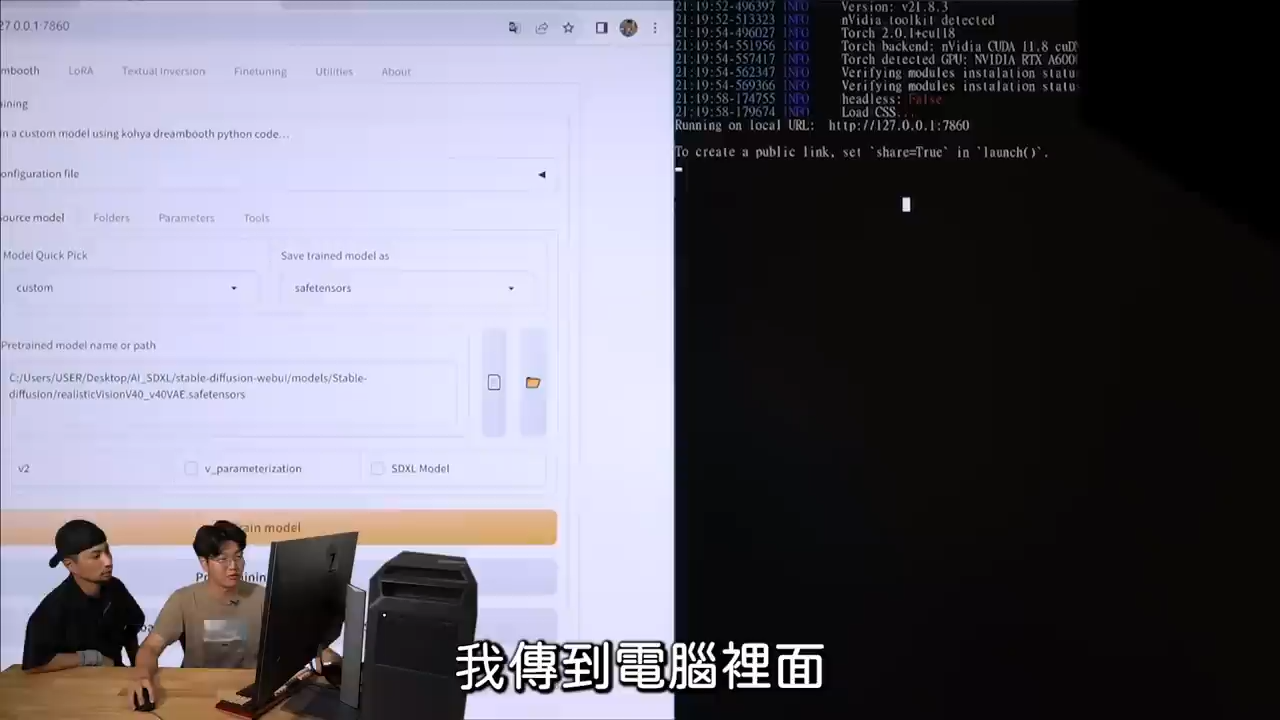 27.0.0.1:7860
mbooth LoRA Textual Inversion Finetuning Utilities About
ining
n a custom model using kohya dreambooth python code...
onfiguration file
Source model Folders Parameters Tools
Model Quick Pick Save trained model as
custom safetensors
Pretrained model name or path
C:/Users/USER/Desktop/AI_SDXL/stable-diffusion-webui/models/Stable-
diffusion/realisticVisionV40_v40VAE.safetensors
v2 v_parameterization SDXL Model
ain model
21:19:52-496397 INFO Version: v21.8.3
21:19:52-513323 INFO nVidia toolkit detected
21:19:54-496027 INFO Torch 2.0.1+cu118
21:19:54-551956 INFO Torch backend: nVidia CUDA 11.8 cuDN
21:19:54-557417 INFO Torch detected GPU: NVIDIA RTX A600
21:19:54-562347 INFO Verifying modules instalation statu
21:19:54-569366 INFO Verifying modules instalation statu
21:19:58-174755 INFO headless: False
21:19:58-179674 INFO Load CSS...
Running on local URL: http://127.0.0.1:7860
To create a public link, set `share=True` in `launch()`.
我傳到電腦裡面